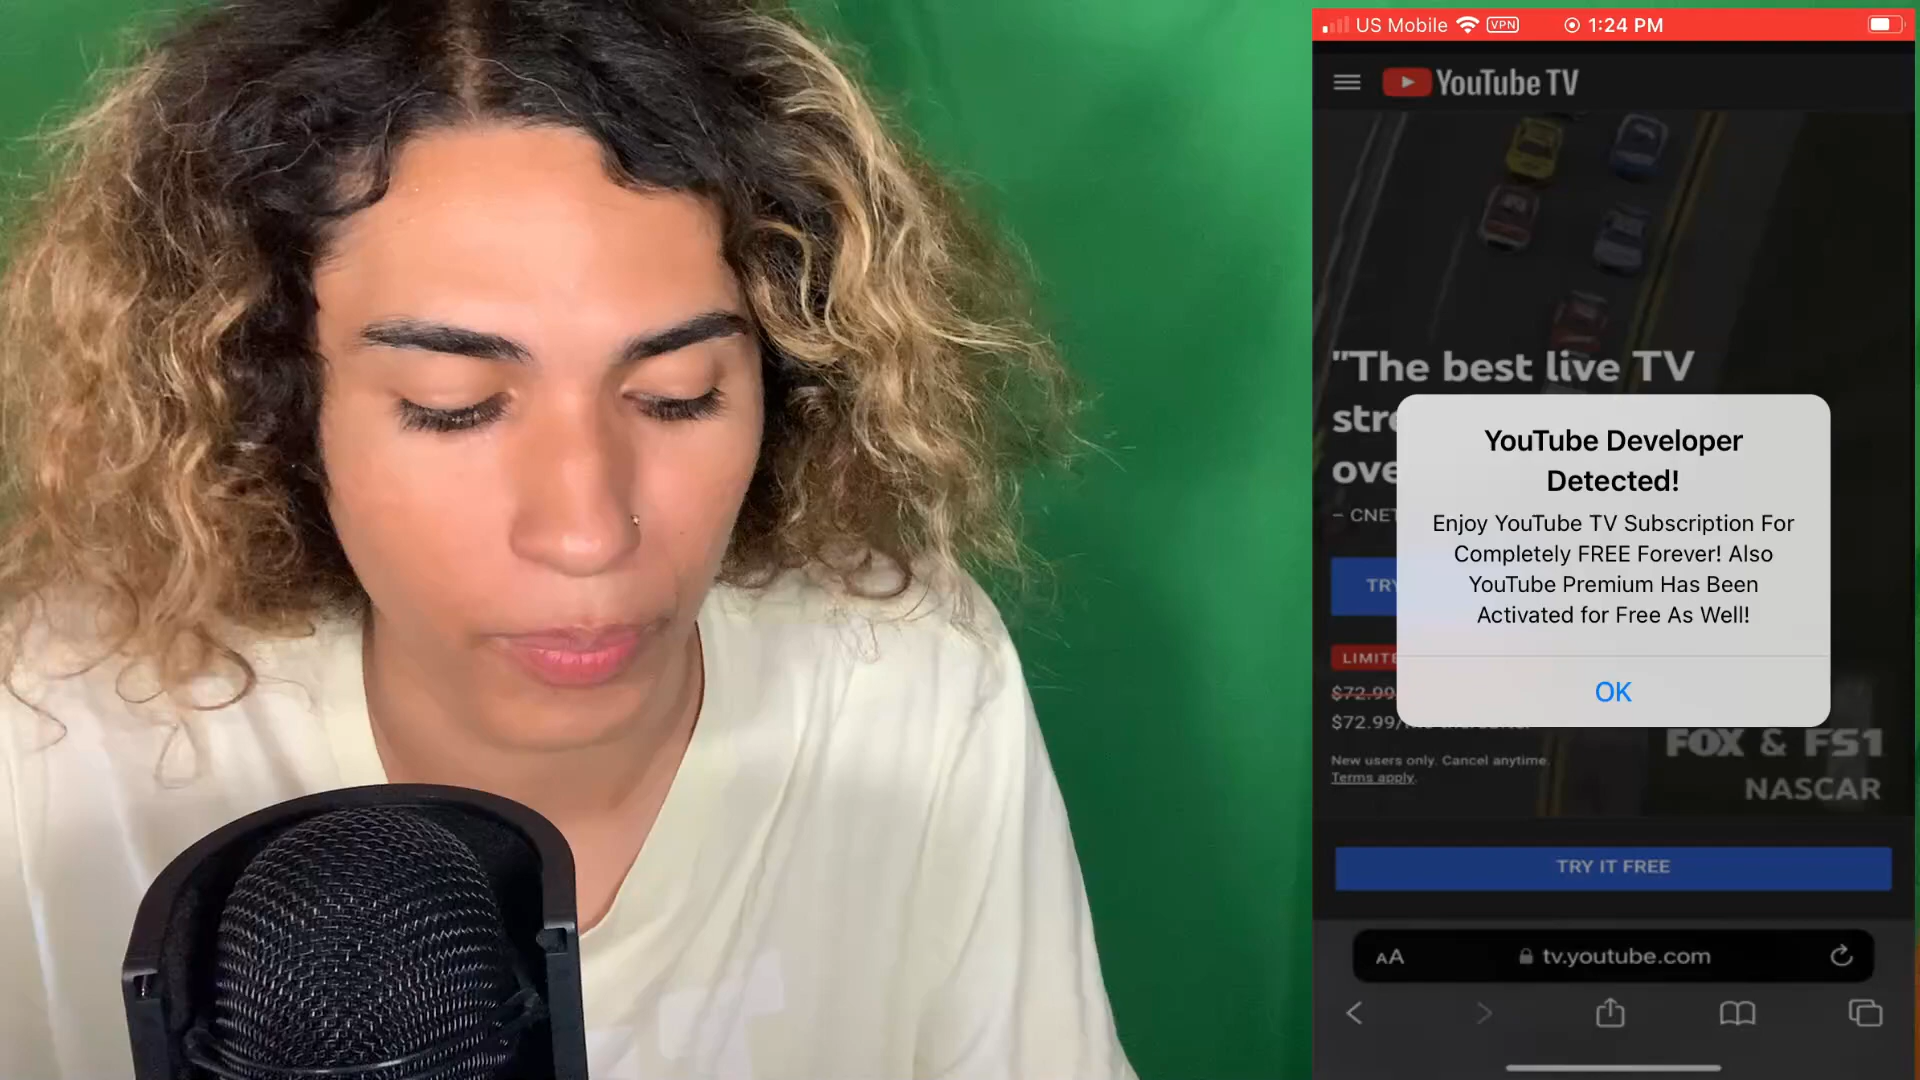 US Mobile VPN 1:24 PM
YouTube TV
"The best live TV
str
ove
– CNET
TRY
LIMITE
$72.99
$72.99/
New users only. Cancel anytime.
Terms apply.
YouTube Developer
Detected!
Enjoy YouTube TV Subscription For
Completely FREE Forever! Also
YouTube Premium Has Been
Activated for Free As Well!
OK
FOX & FS1
NASCAR
TRY IT FREE
AA tv.youtube.com